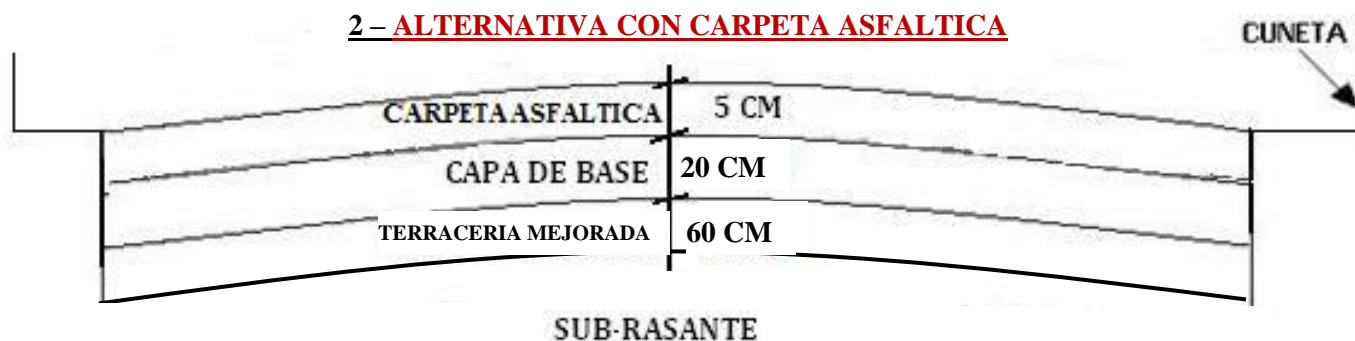 2 – ALTERNATIVA CON CARPETA ASFALTICA
CUNETA
CARPETA ASFALTICA 5 CM
CAPA DE BASE 20 CM
TERRACERIA MEJORADA 60 CM
SUB-RASANTE